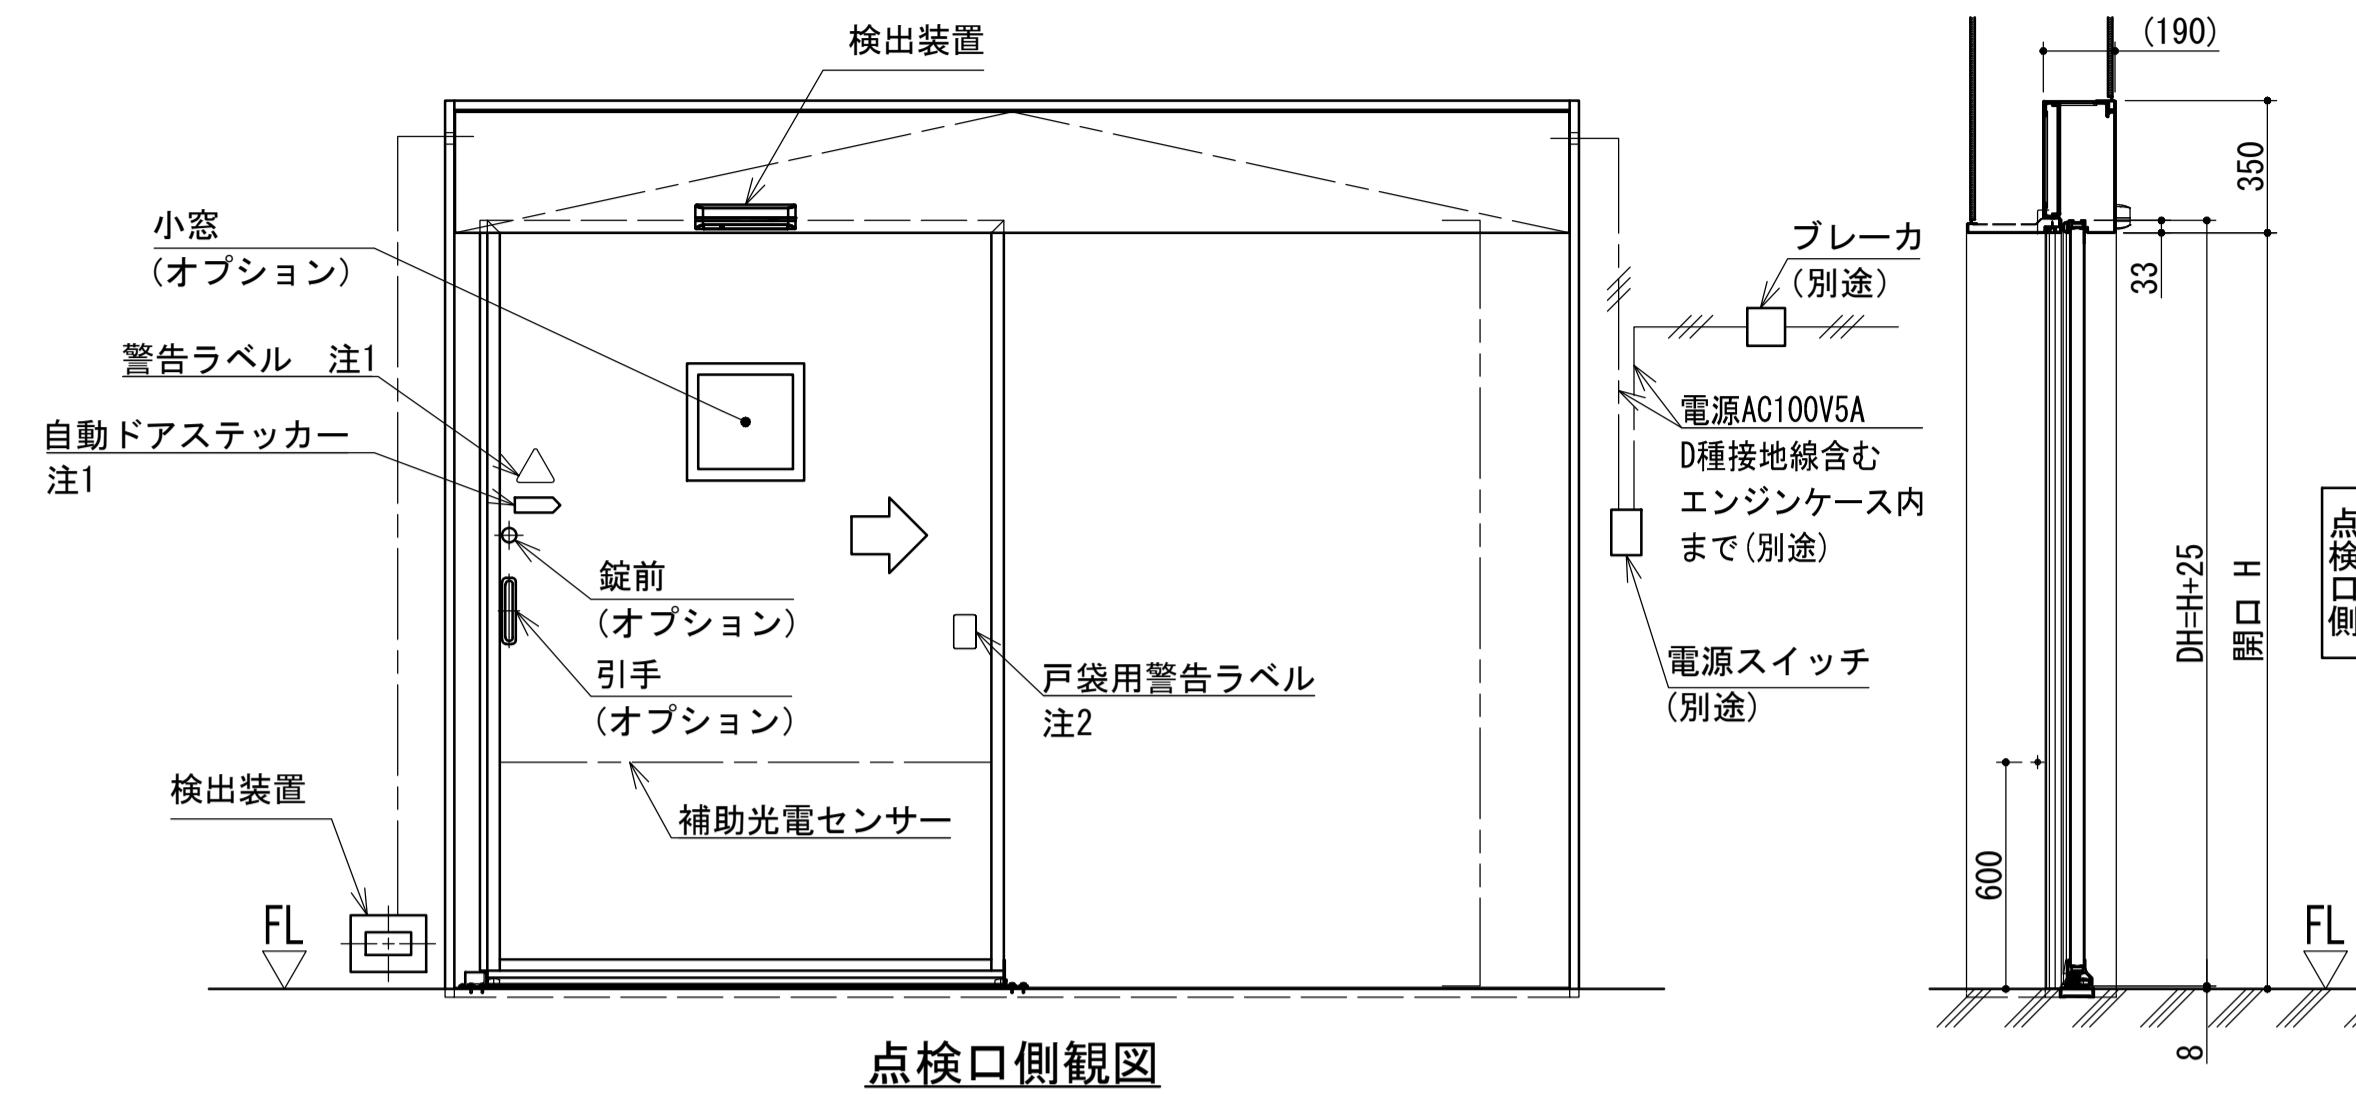 検出装置
小窓
(オプション)
警告ラベル　注1
自動ドアステッカー
注1
錠前
(オプション)
引手
(オプション)
戸袋用警告ラベル
注2
検出装置
補助光電センサー
FL
ブレーカ
(別途)
電源AC100V5A
D種接地線含む
エンジンケース内
まで(別途)
電源スイッチ
(別途)
点検口側観図
(190)
350
33
DH=H+25
開口 H
600
8
点検口側
FL